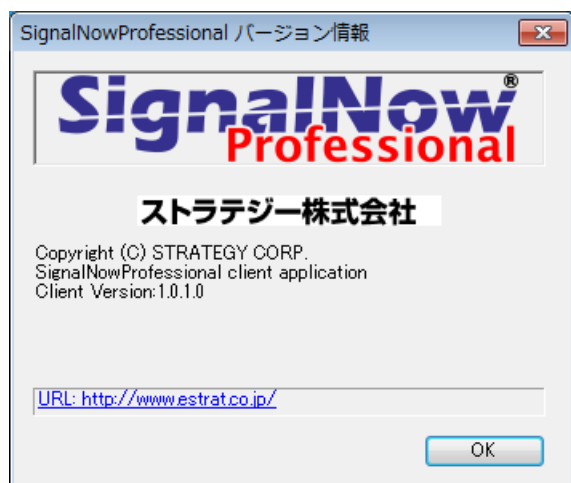 SignalNowProfessional バージョン情報
SignalNow®
Professional
ストラテジー株式会社
Copyright (C) STRATEGY CORP.
SignalNowProfessional client application
Client Version:1.0.1.0
URL: http://www.estrat.co.jp/
OK